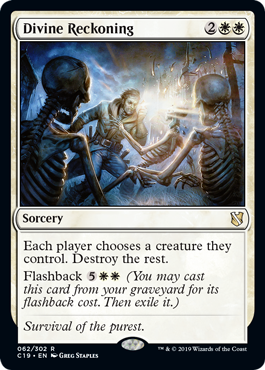 Divine Reckoning 2
Sorcery
Each player chooses a creature they
control. Destroy the rest.
Flashback 5 (You may cast
this card from your graveyard for its
flashback cost. Then exile it.)
Survival of the purest.
062/302 R
C19 • EN Greg Staples
™ & © 2019 Wizards of the Coast